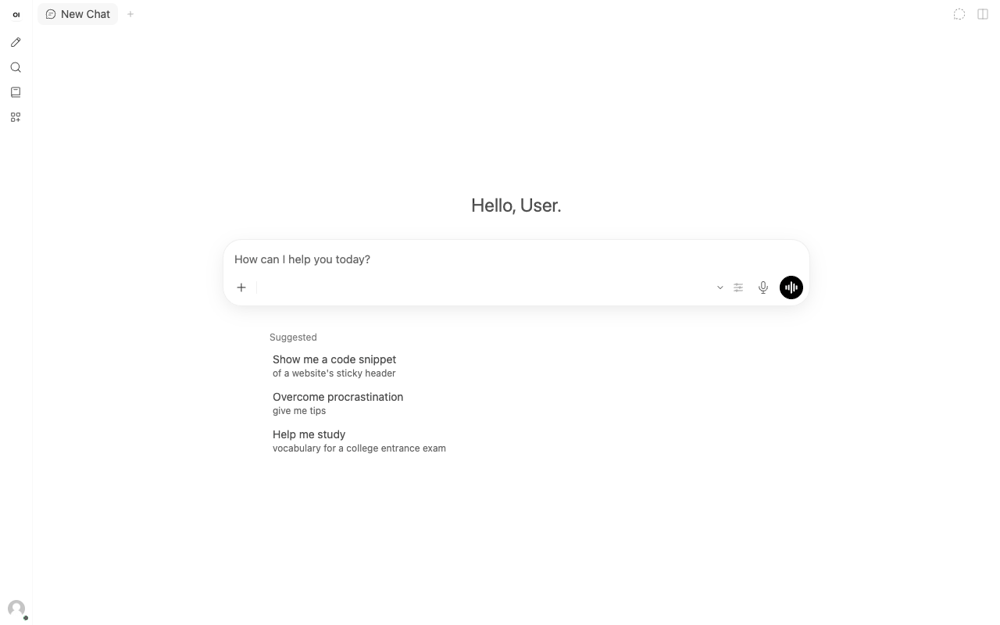 OI
New Chat
Hello, User.
How can I help you today?
Suggested
Show me a code snippet
of a website's sticky header
Overcome procrastination
give me tips
Help me study
vocabulary for a college entrance exam